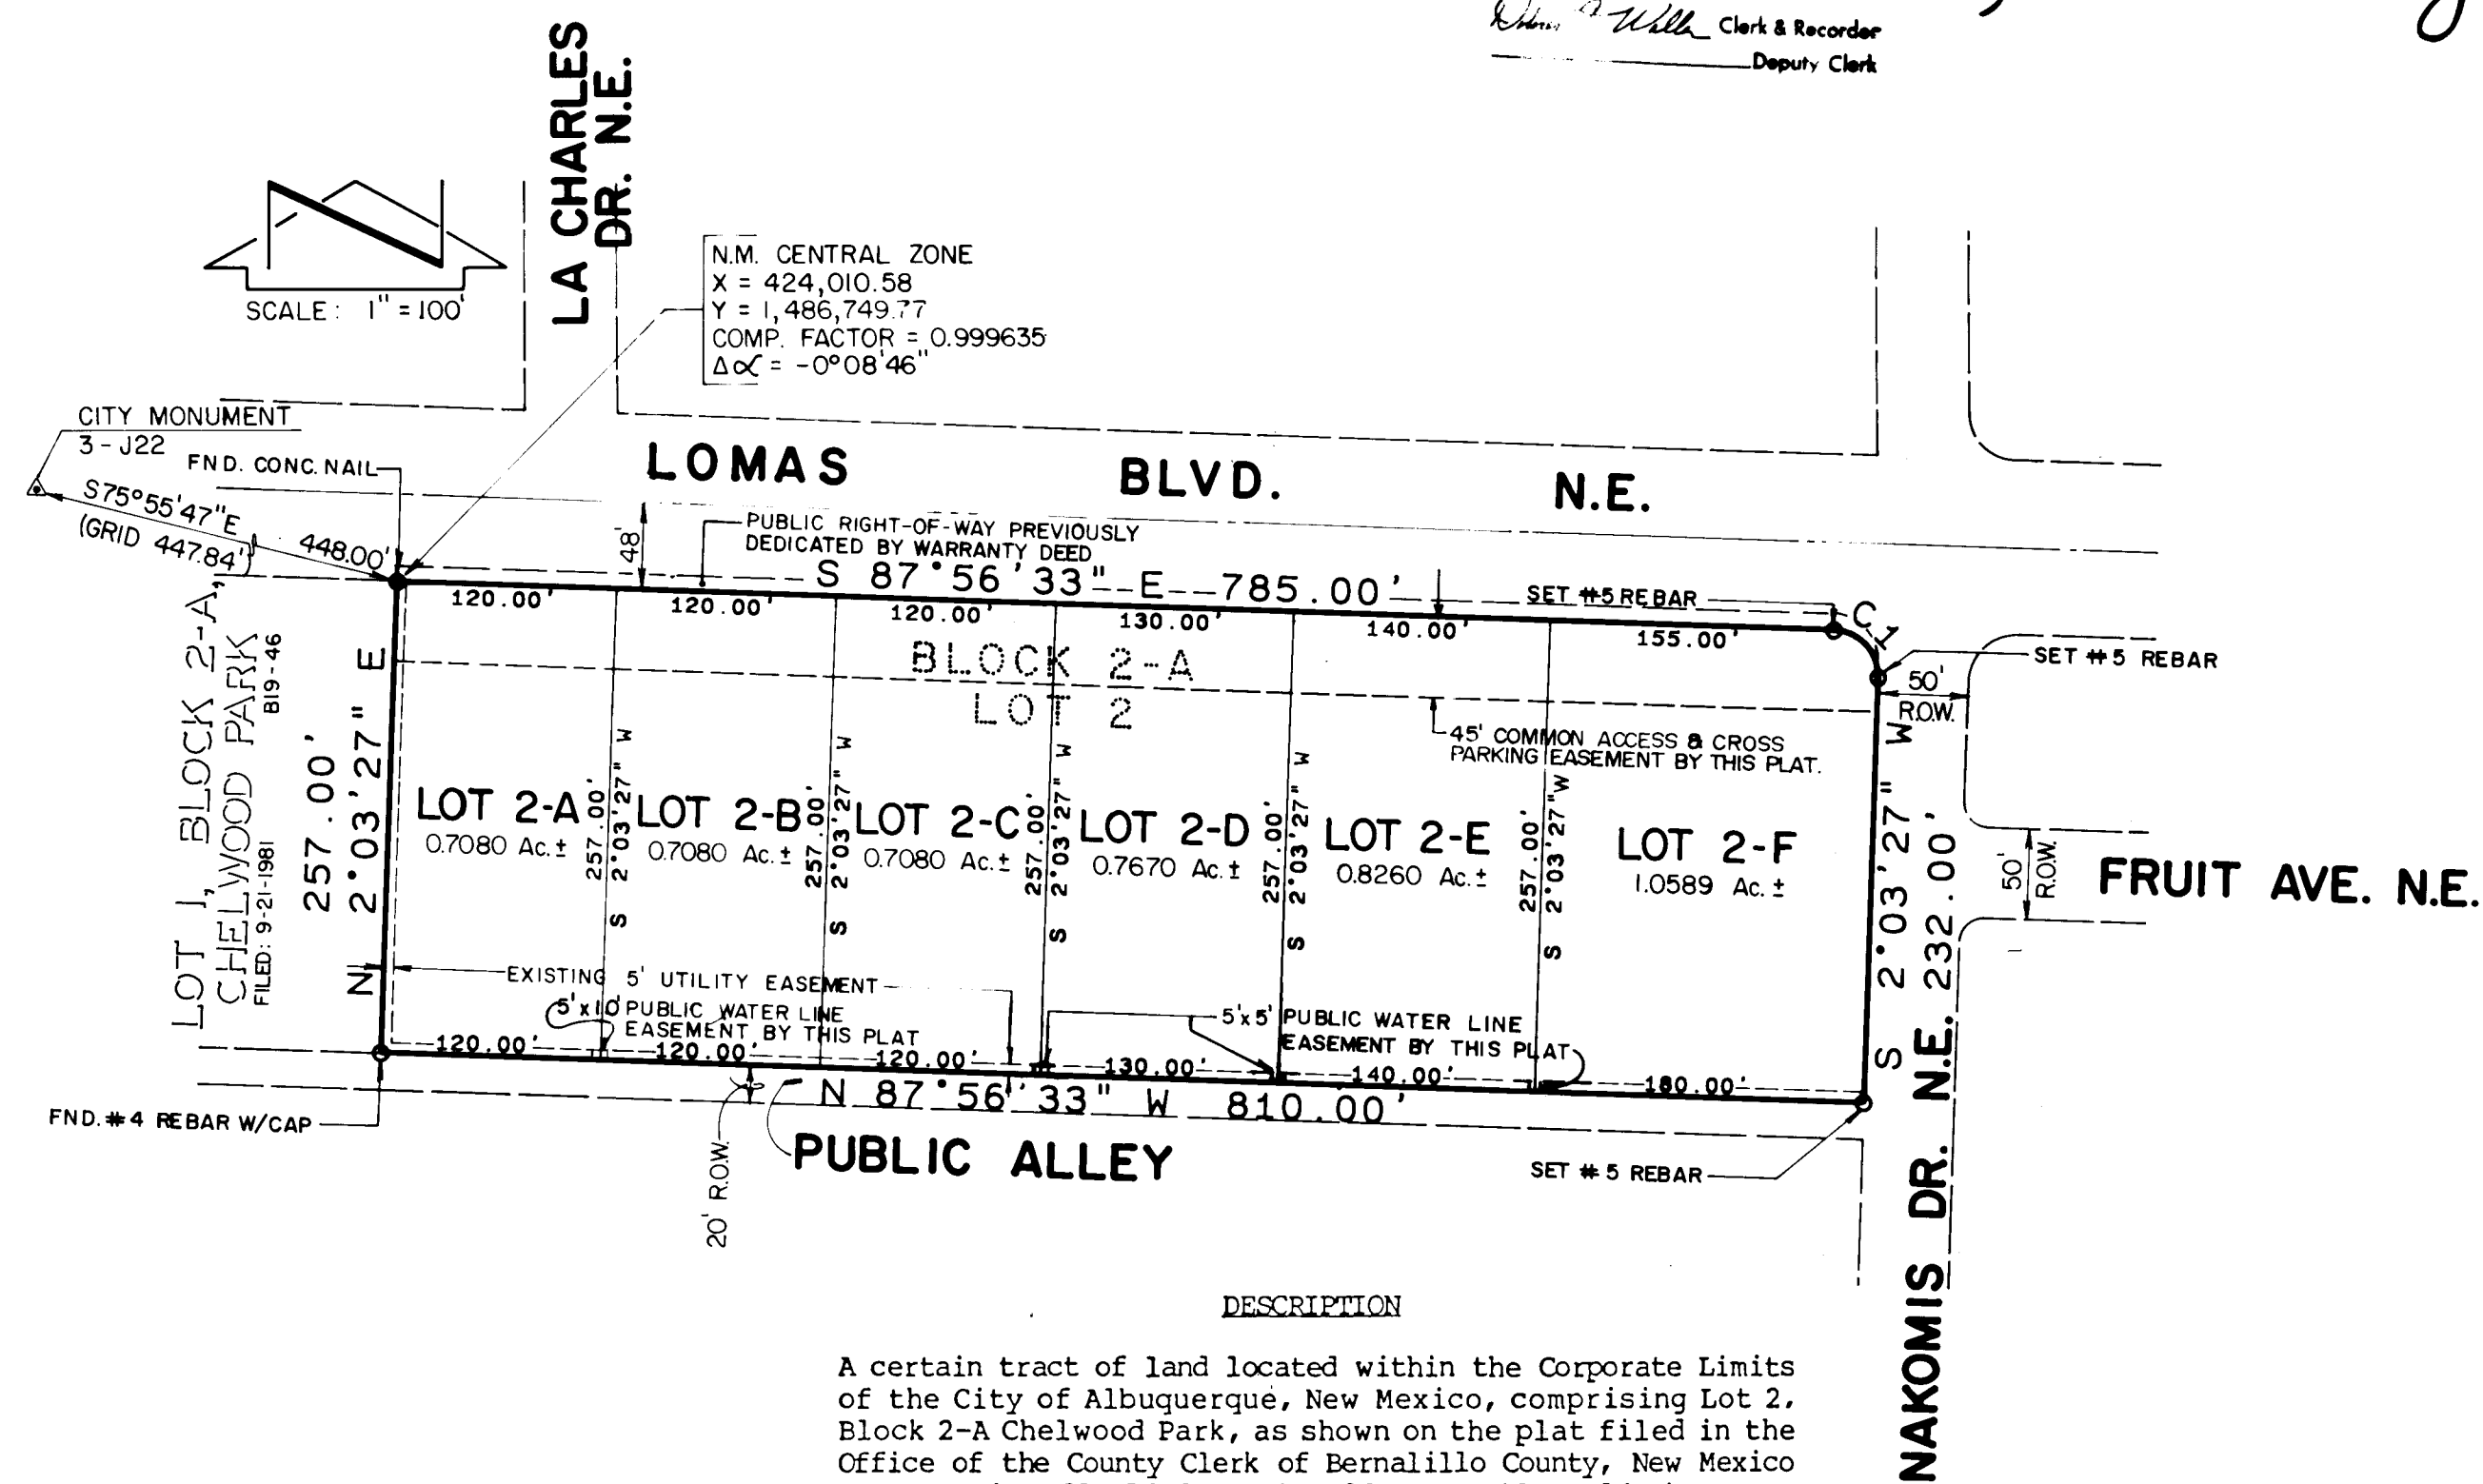 Clerk & Recorder
Deputy Clerk
LA CHARLES
DR. N.E.
SCALE: 1" = 100'
N.M. CENTRAL ZONE
X = 424,010.58
Y = 1,486,749.77
COMP. FACTOR = 0.999635
Δ∝ = -0°08'46"
CITY MONUMENT
3-J22
FND. CONC. NAIL
S75°55'47"E
(GRID 447.84')
448.00'
LOMAS BLVD. N.E.
48'
PUBLIC RIGHT-OF-WAY PREVIOUSLY
DEDICATED BY WARRANTY DEED
S 87°56'33" E 785.00'
SET #5 REBAR
C1
120.00' 120.00' 120.00' 130.00' 140.00' 155.00'
SET #5 REBAR
50'
R.O.W.
BLOCK 2-A
LOT 2
45' COMMON ACCESS & CROSS
PARKING EASEMENT BY THIS PLAT.
LOT 1, BLOCK 2-A,
CHELWOOD PARK
B19-46
FILED: 9-21-1981
257.00'
N 2°03'27" E
LOT 2-A
0.7080 Ac.±
257.00'
S 2°03'27" W
LOT 2-B
0.7080 Ac.±
257.00'
S 2°03'27" W
LOT 2-C
0.7080 Ac.±
257.00'
S 2°03'27" W
LOT 2-D
0.7670 Ac.±
257.00'
S 2°03'27" W
LOT 2-E
0.8260 Ac.±
257.00'
S 2°03'27" W
LOT 2-F
1.0589 Ac.±
S 2°03'27" W
232.00'
50'
R.O.W.
FRUIT AVE. N.E.
EXISTING 5' UTILITY EASEMENT
5'x10' PUBLIC WATER LINE
EASEMENT BY THIS PLAT
5'x5' PUBLIC WATER LINE
EASEMENT BY THIS PLAT
120.00' 120.00' 120.00' 130.00' 140.00' 180.00'
N 87°56'33" W 810.00'
FND. #4 REBAR W/CAP
20' R.O.W.
PUBLIC ALLEY
SET #5 REBAR
NAKOMIS DR. N.E.
DESCRIPTION
A certain tract of land located within the Corporate Limits
of the City of Albuquerque, New Mexico, comprising Lot 2,
Block 2-A Chelwood Park, as shown on the plat filed in the
Office of the County Clerk of Bernalillo County, New Mexico